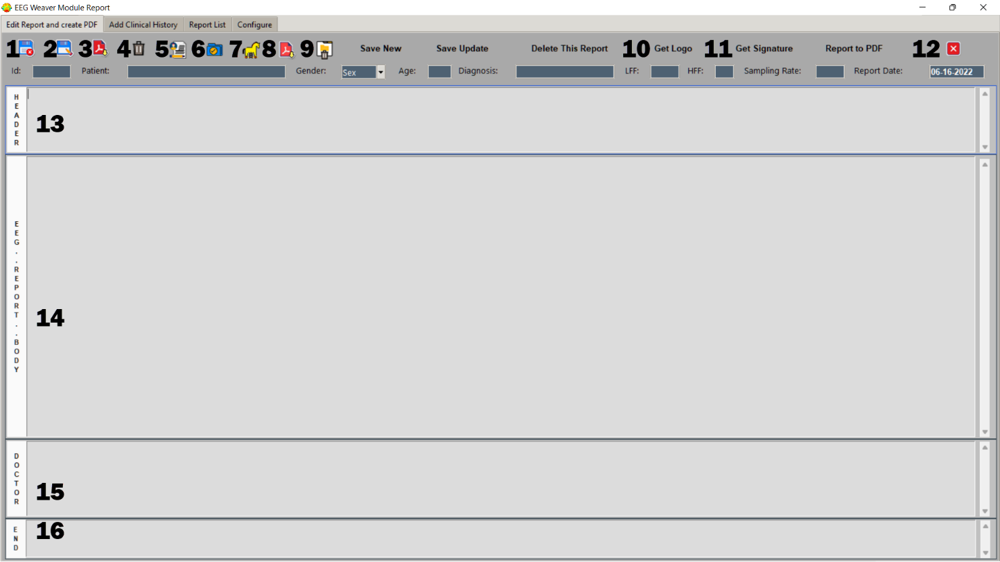 EEG Weaver Module Report
Edit Report and create PDF Add Clinical History Report List Configure
1 2 3 4 5 6 7 8 9 Save New Save Update Delete This Report 10 Get Logo 11 Get Signature Report to PDF 12
Id: Patient: Gender: Sex Age: Diagnosis: LFF: HFF: Sampling Rate: Report Date: 06-16-2022
HEADER
13
EEG..REPORT..BODY
14
DOCTOR
15
END
16